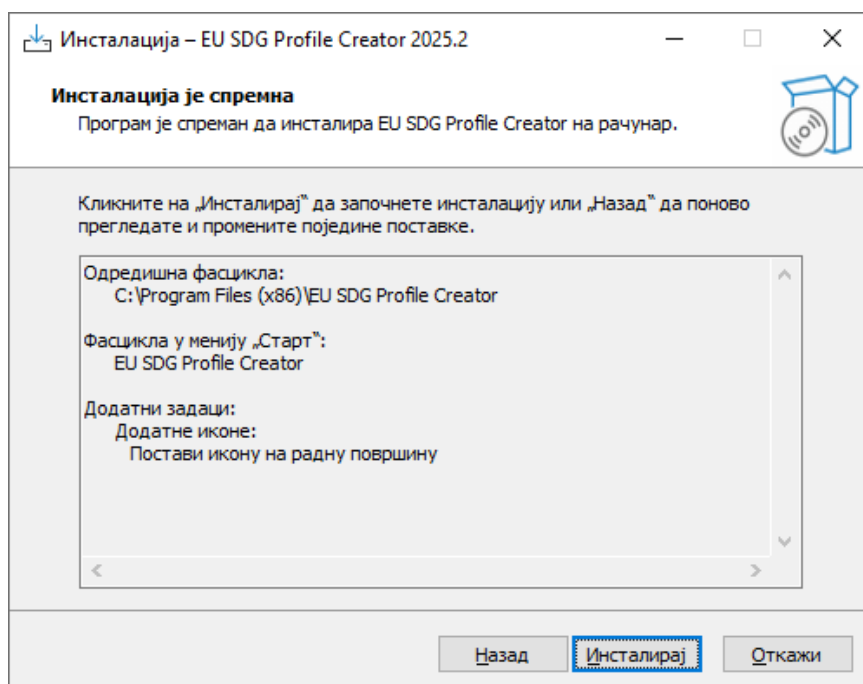 Инсталација – EU SDG Profile Creator 2025.2
Инсталација је спремна
Програм је спреман да инсталира EU SDG Profile Creator на рачунар.
Кликните на „Инсталирај“ да започнете инсталацију или „Назад“ да поново
прегледате и промените поједине поставке.
Одредишна фасцикла:
C:\Program Files (x86)\EU SDG Profile Creator
Фасцикла у менију „Старт“:
EU SDG Profile Creator
Додатни задаци:
Додатне иконе:
Постави икону на радну површину
Назад Инсталирај Откажи